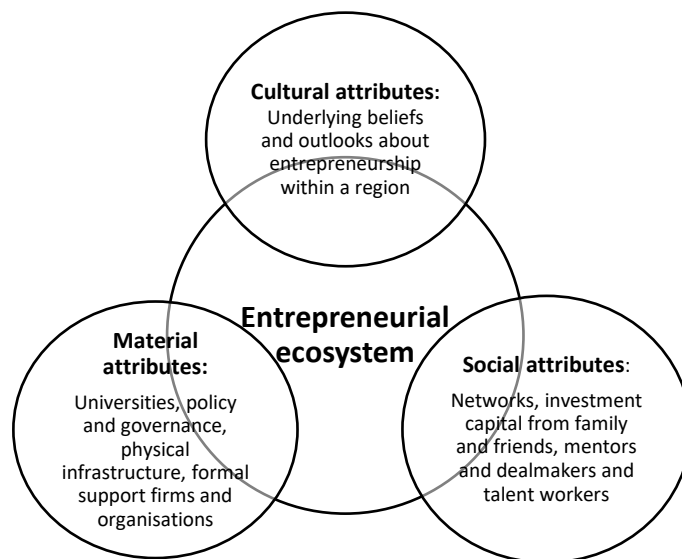 Cultural attributes:
Underlying beliefs
and outlooks about
entrepreneurship
within a region
Entrepreneurial
ecosystem
Material
attributes:
Universities, policy
and governance,
physical
infrastructure, formal
support firms and
organisations
Social attributes:
Networks, investment
capital from family
and friends, mentors
and dealmakers and
talent workers